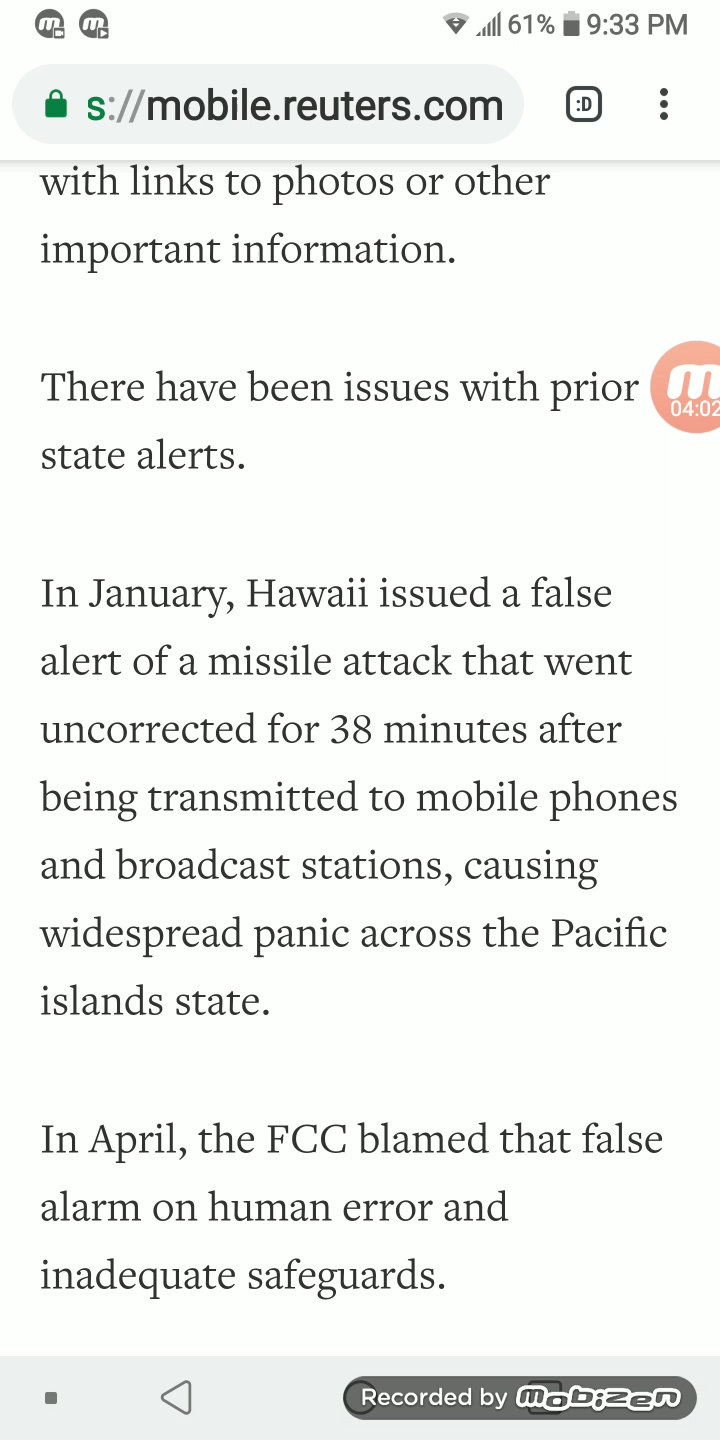 61% 9:33 PM
s://mobile.reuters.com :D
with links to photos or other
important information.
There have been issues with prior
state alerts.
m
04:02
In January, Hawaii issued a false
alert of a missile attack that went
uncorrected for 38 minutes after
being transmitted to mobile phones
and broadcast stations, causing
widespread panic across the Pacific
islands state.
In April, the FCC blamed that false
alarm on human error and
inadequate safeguards.
Recorded by mobizen